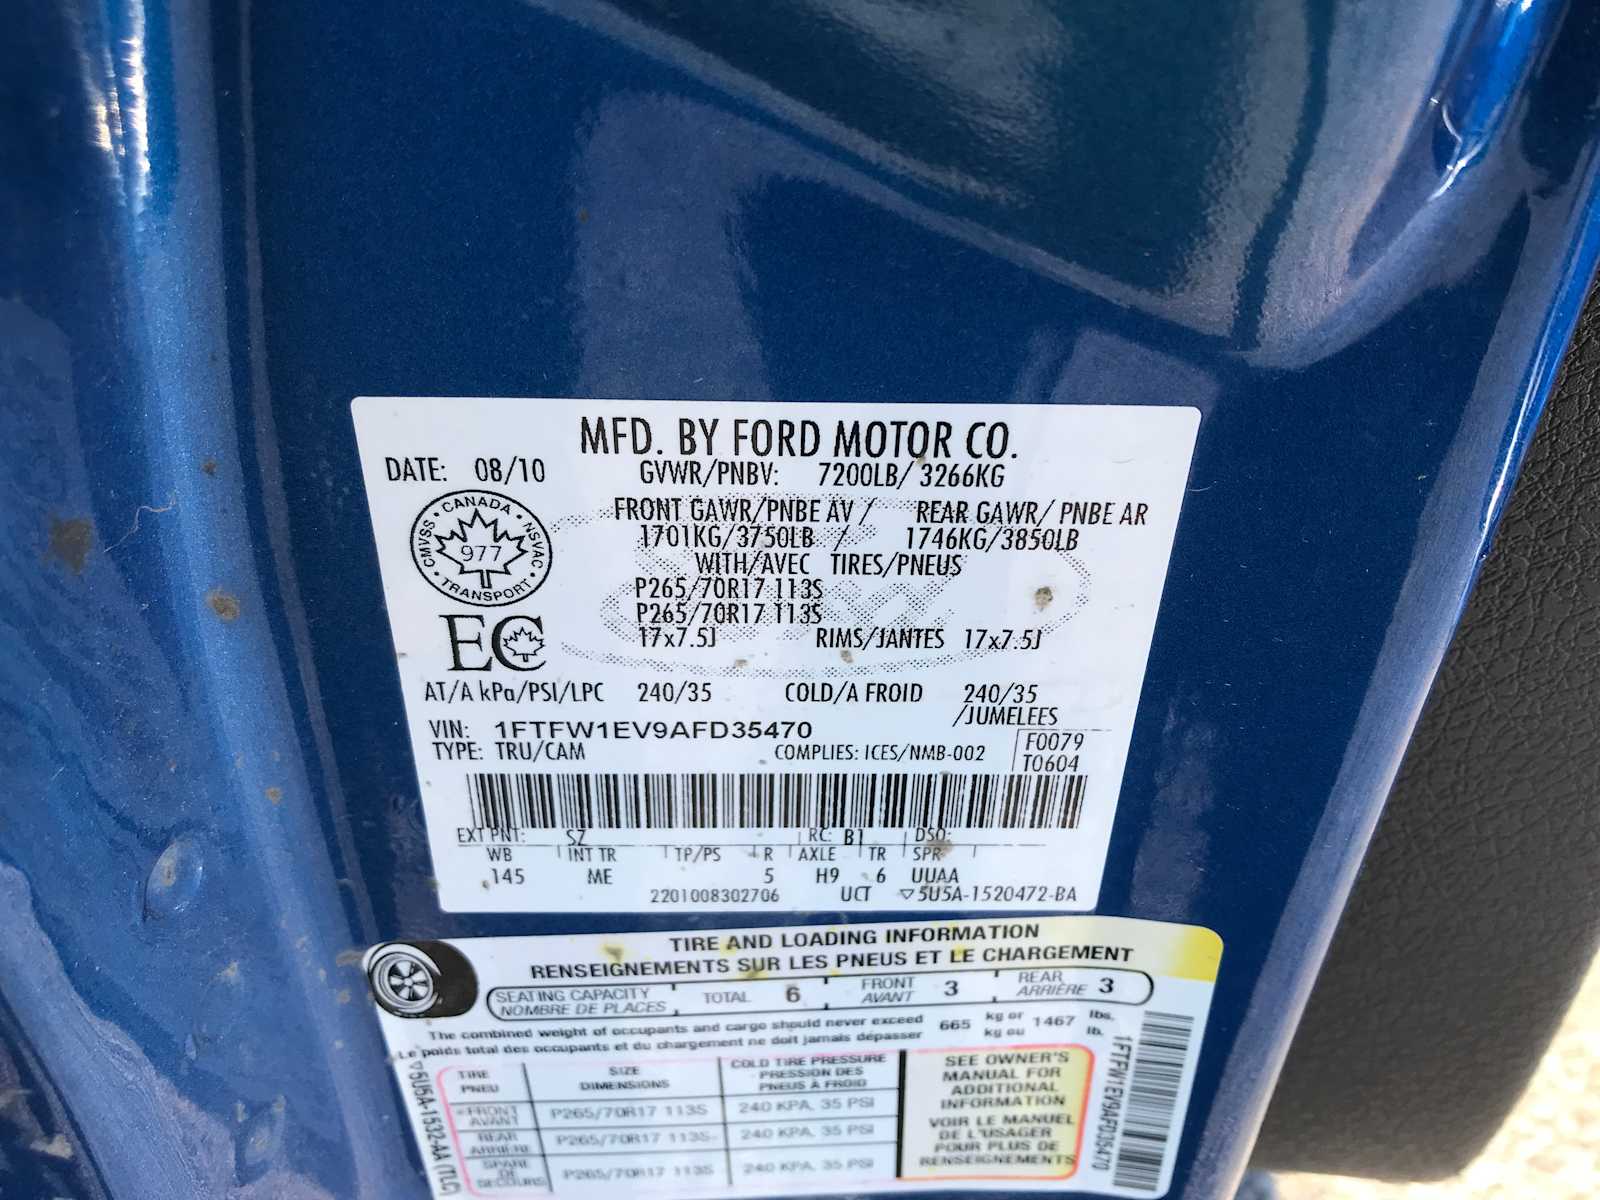 MFD. BY FORD MOTOR CO.
DATE: 08/10 GVWR/PNBV: 7200LB/ 3266KG
FRONT GAWR/PNBE AV / REAR GAWR/ PNBE AR
1701KG/3750LB / 1746KG/3850LB
WITH/AVEC TIRES/PNEUS
P265/70R17 113S
P265/70R17 113S
17x7.5J RIMS/JANTES 17x7.5J
CANADA
CMVSS 977 NSVAC
TRANSPORT
EC
AT/A kPa/PSI/LPC 240/35 COLD/A FROID 240/35
/JUMELEES
VIN: 1FTFW1EV9AFD35470
TYPE: TRU/CAM COMPLIES: ICES/NMB-002
F0079
T0604
EXT PNT: SZ RC: B1 DSO:
WB INT TR TP/PS R AXLE TR SPR
145 ME 5 H9 6 UUAA
2201008302706 UCT ▽5U5A-1520472-BA
TIRE AND LOADING INFORMATION
RENSEIGNEMENTS SUR LES PNEUS ET LE CHARGEMENT
SEATING CAPACITY
NOMBRE DE PLACES
TOTAL 6
FRONT
AVANT
3
REAR
ARRIÈRE
3
The combined weight of occupants and cargo should never exceed 665 kg or 1467 lbs.
Le poids total des occupants et du chargement ne doit jamais dépasser kg ou lb.
TIRE
PNEU
SIZE
DIMENSIONS
COLD TIRE PRESSURE
PRESSION DES
PNEUS À FROID
FRONT
AVANT
P265/70R17 113S
240 KPA, 35 PSI
REAR
ARRIÈRE
P265/70R17 113S
240 KPA, 35 PSI
SPARE
DE
SECOURS
P265/70R17 113S
240 KPA, 35 PSI
SEE OWNER'S
MANUAL FOR
ADDITIONAL
INFORMATION
VOIR LE MANUEL
DE L'USAGER
POUR PLUS DE
RENSEIGNEMENTS
▽5U5A-1532-AA (TLC)
1FTFW1EV9AFD35470